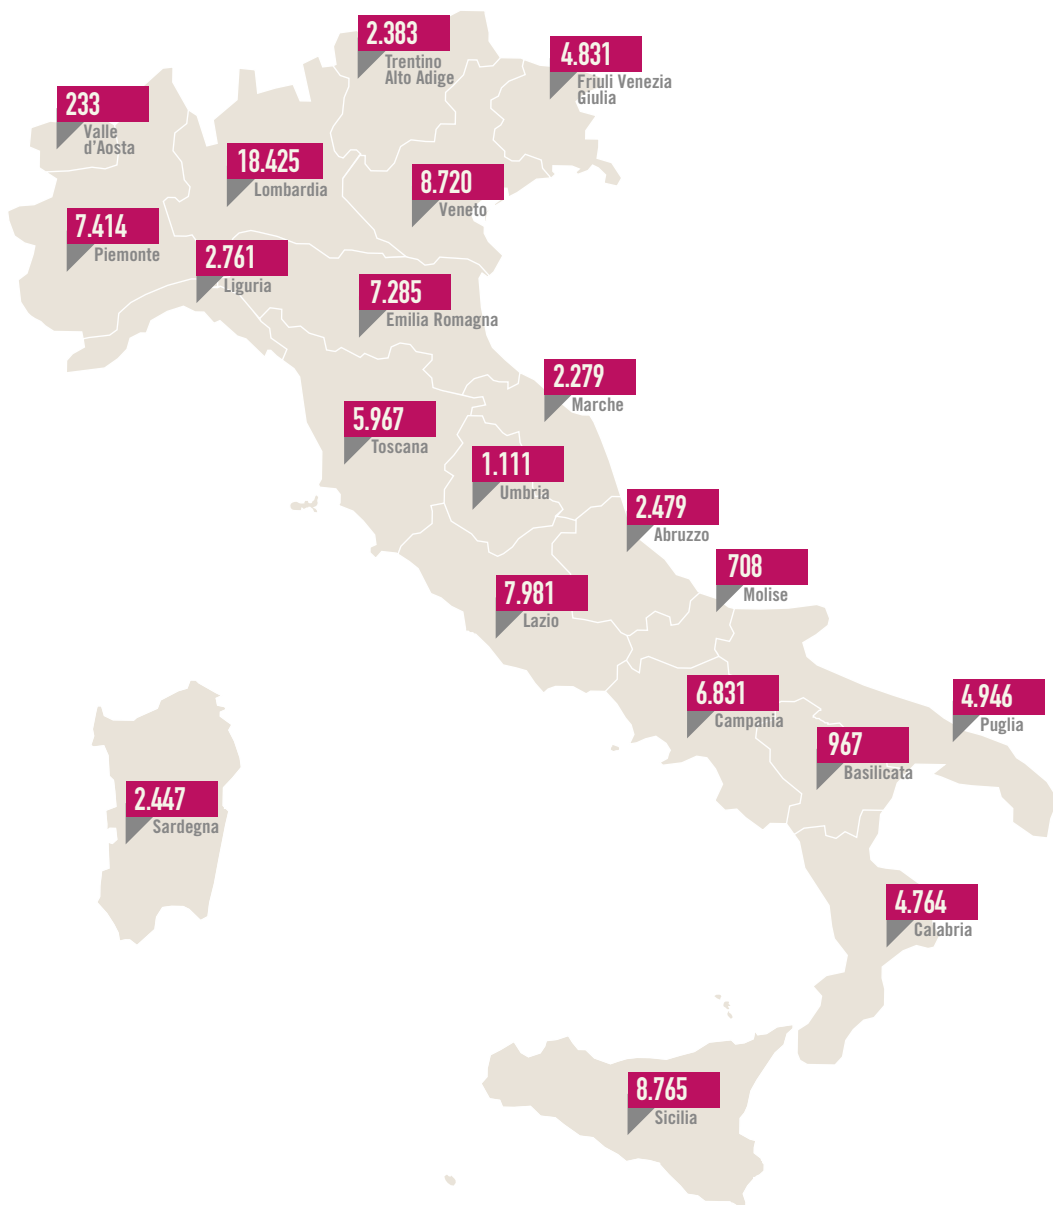 2.383
Trentino
Alto Adige
4.831
Friuli Venezia
Giulia
233
Valle
d'Aosta
18.425
Lombardia
8.720
Veneto
7.414
Piemonte
2.761
Liguria
7.285
Emilia Romagna
2.279
Marche
5.967
Toscana
1.111
Umbria
2.479
Abruzzo
708
Molise
7.981
Lazio
6.831
Campania
4.946
Puglia
967
Basilicata
2.447
Sardegna
4.764
Calabria
8.765
Sicilia